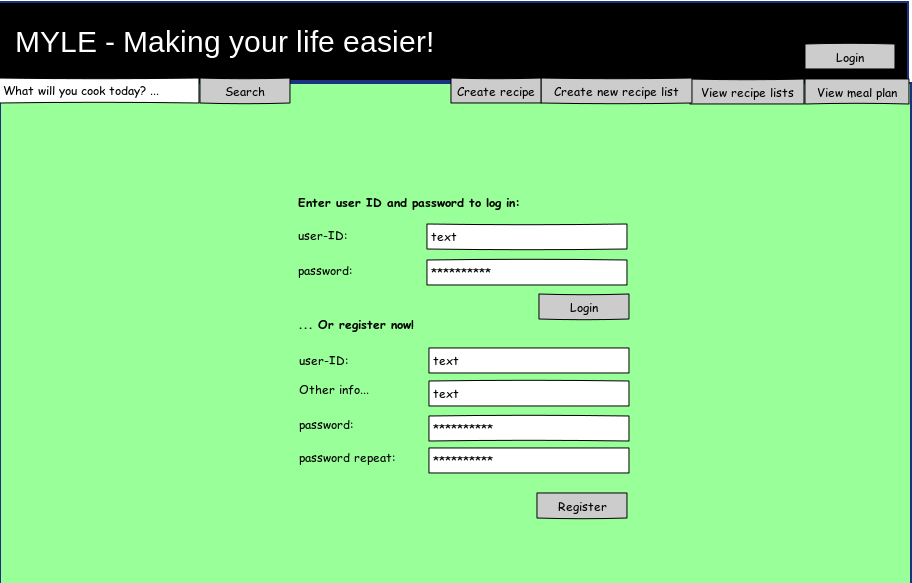 MYLE - Making your life easier!
Login
What will you cook today? ...
Search
Create recipe
Create new recipe list
View recipe lists
View meal plan
Enter user ID and password to log in:
user-ID:
text
password:
**********
Login
... Or register now!
user-ID:
text
Other info...
text
password:
**********
password repeat:
**********
Register